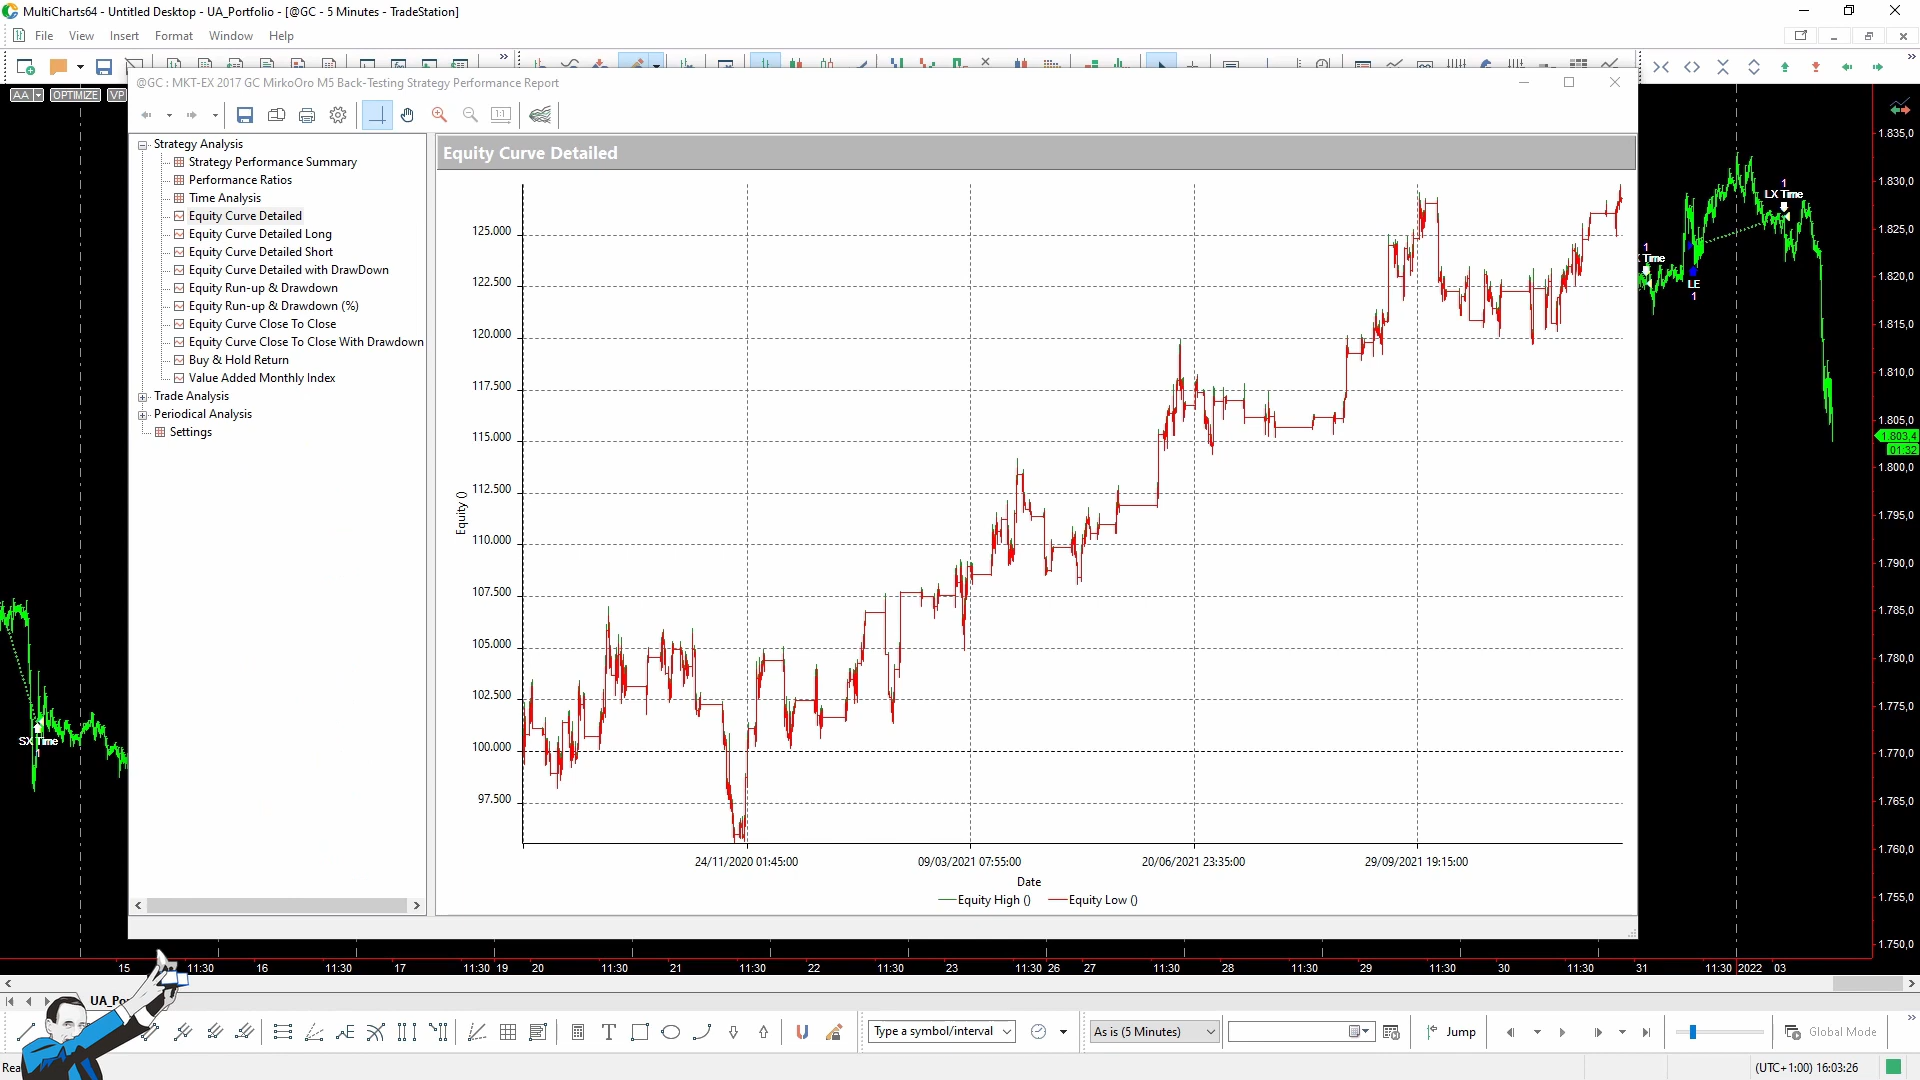 MultiCharts64 - Untitled Desktop - UA_Portfolio - [@GC - 5 Minutes - TradeStation]
File View Insert Format Window Help
@GC : MKT-EX 2017 GC MirkoOro M5 Back-Testing Strategy Performance Report
AA OPTIMIZE VP
1:1
Strategy Analysis
Strategy Performance Summary
Performance Ratios
Time Analysis
Equity Curve Detailed
Equity Curve Detailed Long
Equity Curve Detailed Short
Equity Curve Detailed with DrawDown
Equity Run-up & Drawdown
Equity Run-up & Drawdown (%)
Equity Curve Close To Close
Equity Curve Close To Close With Drawdown
Buy & Hold Return
Value Added Monthly Index
Trade Analysis
Periodical Analysis
Settings
Equity Curve Detailed
125.000
122.500
120.000
117.500
115.000
112.500
110.000
107.500
105.000
102.500
100.000
97.500
Equity ()
24/11/2020 01:45:00
09/03/2021 07:55:00
20/06/2021 23:35:00
29/09/2021 19:15:00
Date
Equity High () Equity Low ()
SX Time
1
Time
LE
1
1
LX Time
1.835,0
1.830,0
1.825,0
1.820,0
1.815,0
1.810,0
1.805,0
1.803,4
01:32
1.800,0
1.795,0
1.790,0
1.785,0
1.780,0
1.775,0
1.770,0
1.765,0
1.760,0
1.755,0
1.750,0
15 11:30 16 11:30 17 11:30 19 20 11:30 21 11:30 22 11:30 23 11:30 26 27 11:30 28 11:30 29 11:30 30 11:30 31 11:30 2022 03
UA_Po
Type a symbol/interval
As is (5 Minutes)
Jump
Global Mode
Rea
(UTC+1:00) 16:03:26